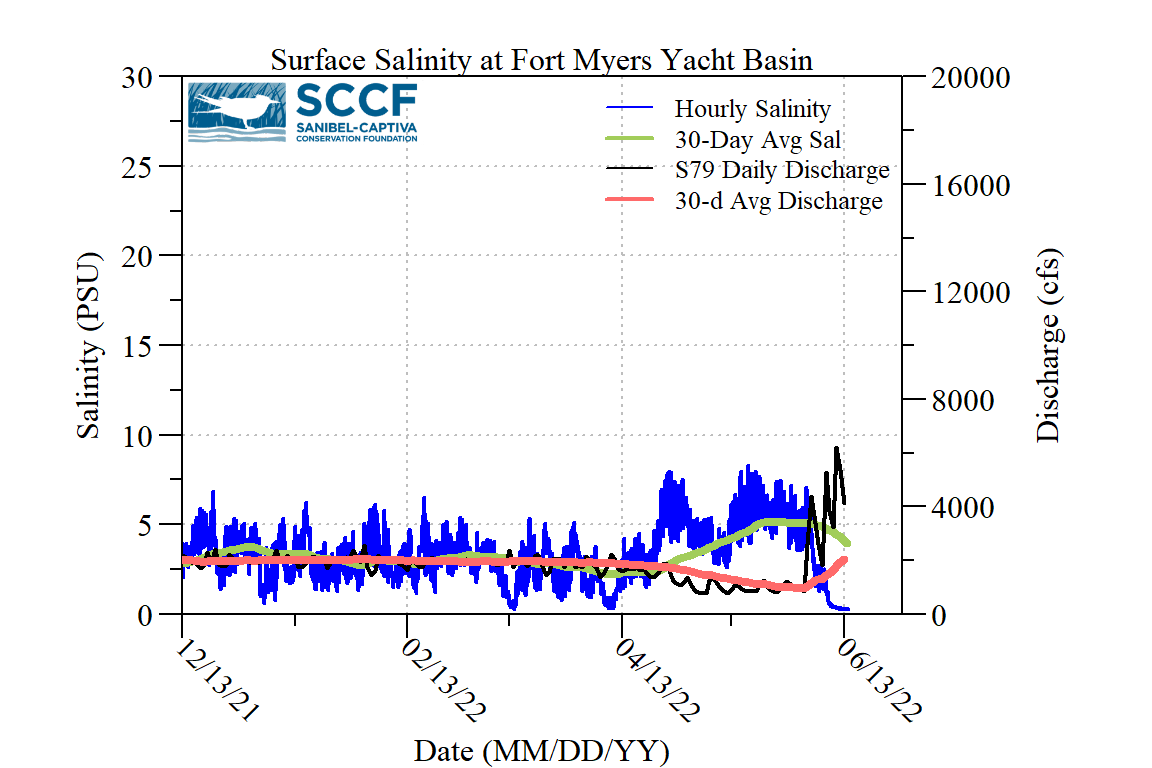 Surface Salinity at Fort Myers Yacht Basin
SCCF
SANIBEL-CAPTIVA
CONSERVATION FOUNDATION
Hourly Salinity
30-Day Avg Sal
S79 Daily Discharge
30-d Avg Discharge
Salinity (PSU)
30
25
20
15
10
5
0
20000
16000
12000
8000
4000
0
Discharge (cfs)
12/13/21
02/13/22
04/13/22
06/13/22
Date (MM/DD/YY)